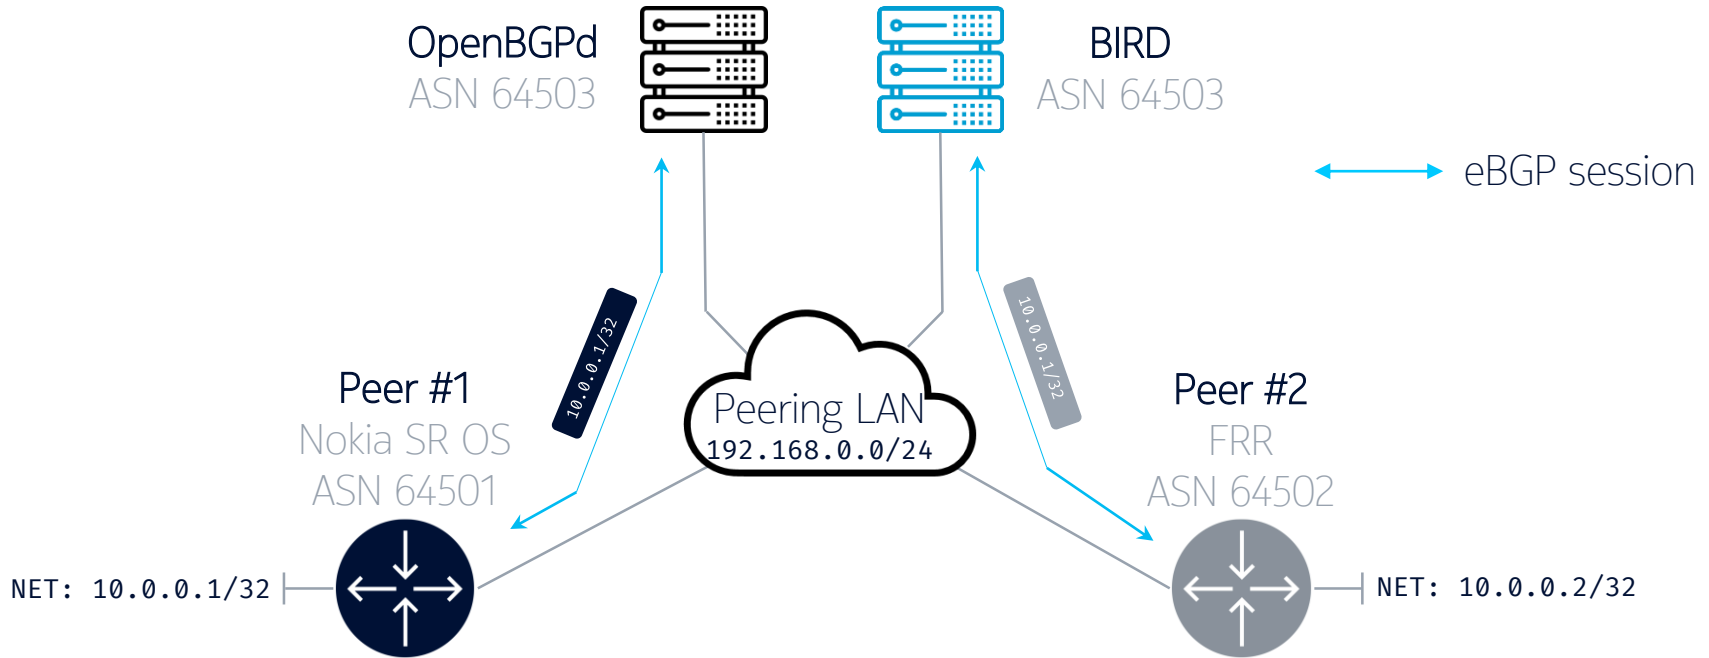 OpenBGPd
ASN 64503
BIRD
ASN 64503
eBGP session
10.0.0.1/32
10.0.0.1/32
Peer #1
Nokia SR OS
ASN 64501
Peering LAN
192.168.0.0/24
Peer #2
FRR
ASN 64502
NET: 10.0.0.1/32
NET: 10.0.0.2/32